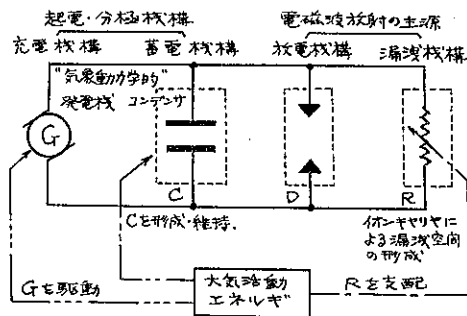 起電・分極機構
電磁波放射の主源
充電機構
蓄電機構
放電機構
漏洩機構
"気象動力学的"
発電機
コンデンサ
G
C
D
R
Cを形成・維持.
イオンキャリヤに
よる漏洩空間
の形成
Gを駆動
大気活動
エネルギ
Rを支配